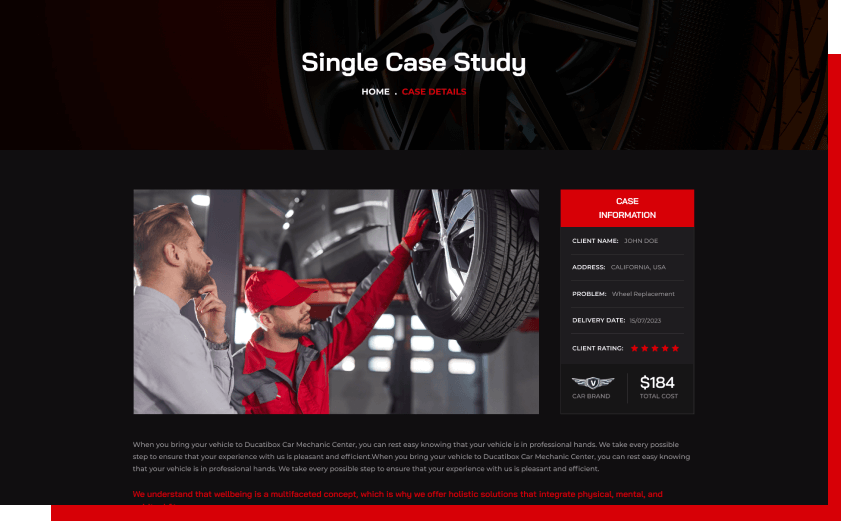 Single Case Study
HOME . CASE DETAILS
CASE
INFORMATION
CLIENT NAME: JOHN DOE
ADDRESS: CALIFORNIA, USA
PROBLEM: Wheel Replacement
DELIVERY DATE: 15/07/2023
CLIENT RATING:
V
$184
CAR BRAND
TOTAL COST
When you bring your vehicle to Ducatibox Car Mechanic Center, you can rest easy knowing that your vehicle is in professional hands. We take every possible
step to ensure that your experience with us is pleasant and efficient.When you bring your vehicle to Ducatibox Car Mechanic Center, you can rest easy knowing
that your vehicle is in professional hands. We take every possible step to ensure that your experience with us is pleasant and efficient.
We understand that wellbeing is a multifaceted concept, which is why we offer holistic solutions that integrate physical, mental, and